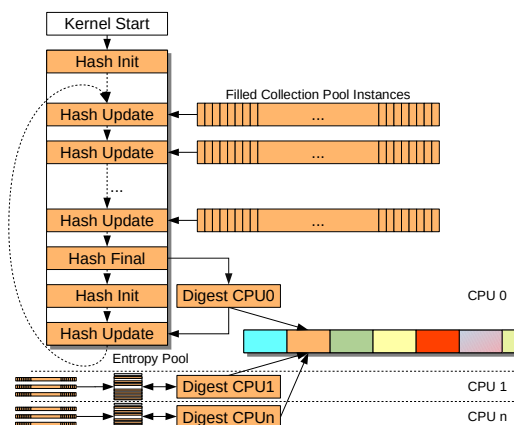 Kernel Start
Hash Init
Filled Collection Pool Instances
Hash Update
...
Hash Update
...
Hash Update
...
Hash Final
Hash Init
Digest CPU0
CPU 0
Hash Update
Entropy Pool
Digest CPU1
CPU 1
Digest CPUn
CPU n